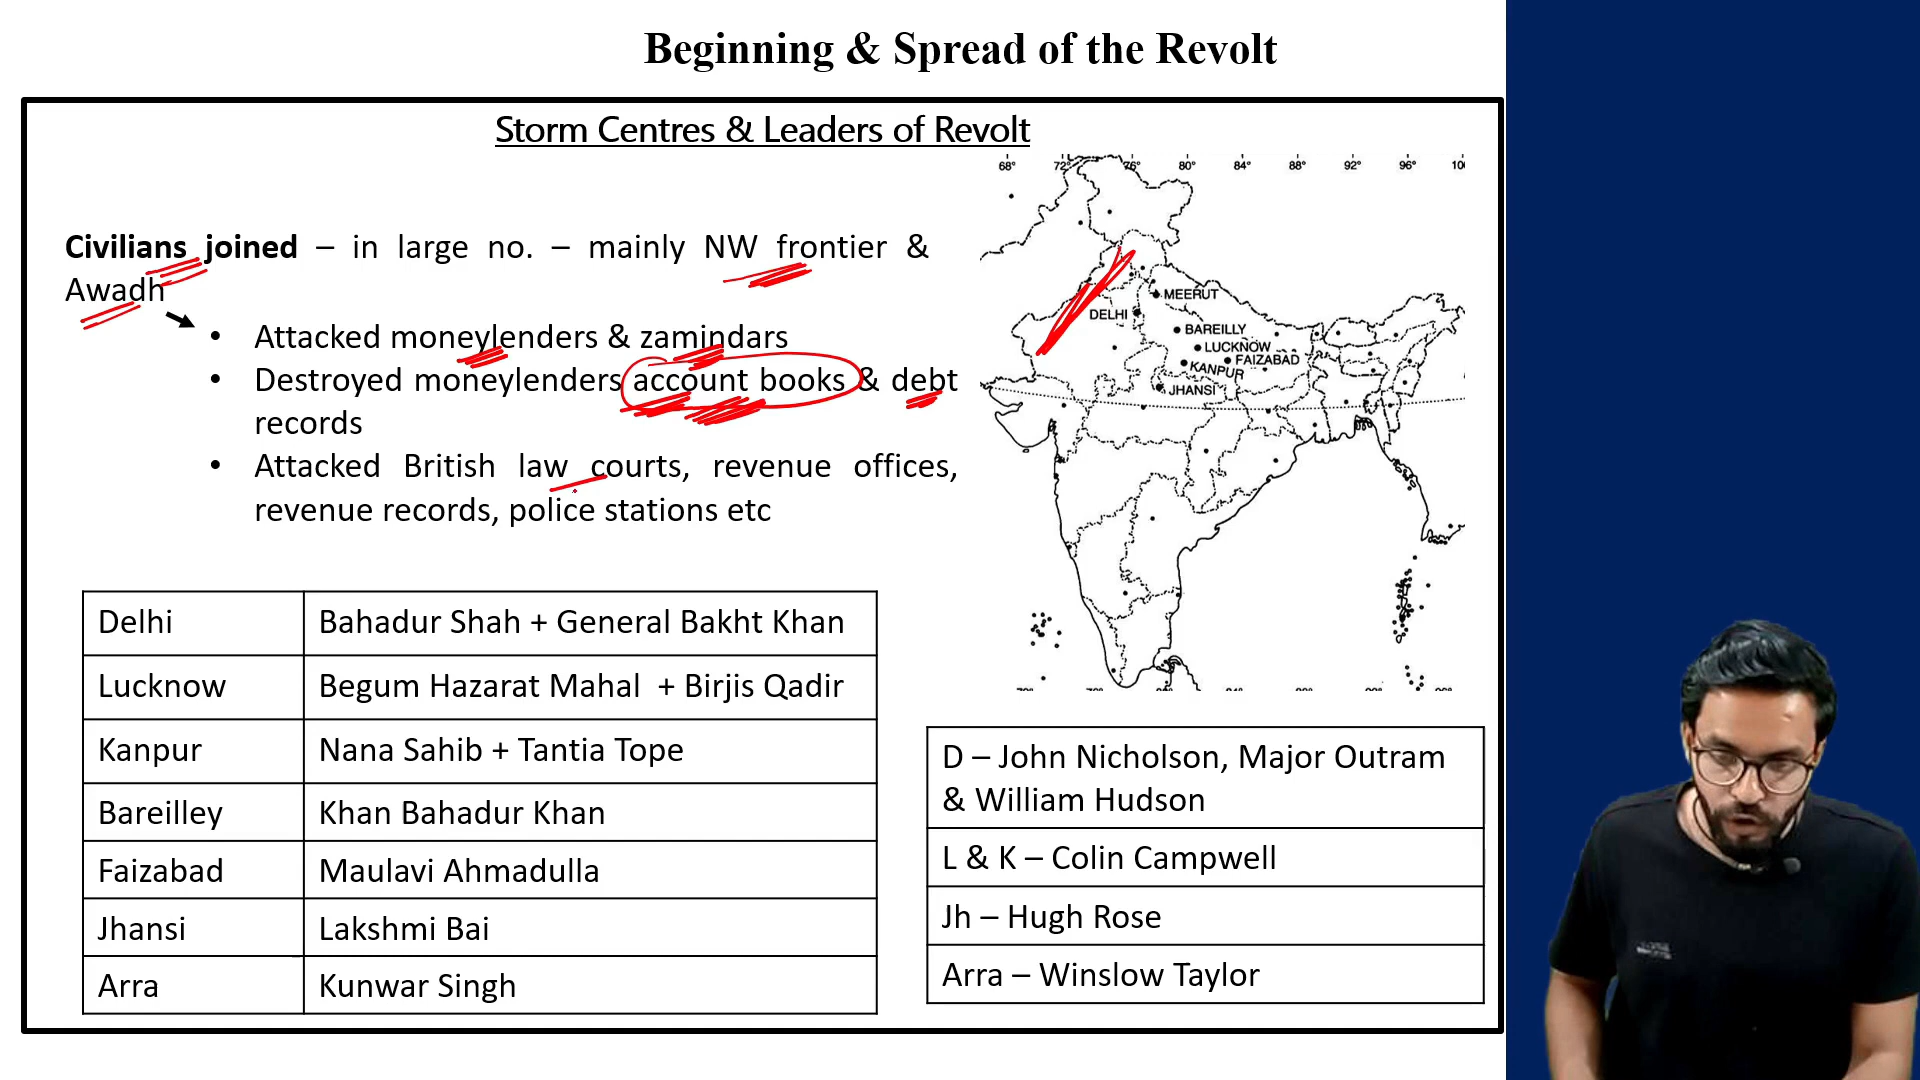 Beginning & Spread of the Revolt
Storm Centres & Leaders of Revolt
Civilians joined – in large no. – mainly NW frontier &
Awadh
• Attacked moneylenders & zamindars
• Destroyed moneylenders account books & debt
records
• Attacked British law courts, revenue offices,
revenue records, police stations etc
68° 72° 76° 80° 84° 88° 92° 96° 10
MEERUT
DELHI
BAREILLY
LUCKNOW
FAIZABAD
KANPUR
JHANSI
Delhi Bahadur Shah + General Bakht Khan
Lucknow Begum Hazarat Mahal + Birjis Qadir
Kanpur Nana Sahib + Tantia Tope
Bareilley Khan Bahadur Khan
Faizabad Maulavi Ahmadulla
Jhansi Lakshmi Bai
Arra Kunwar Singh
D – John Nicholson, Major Outram
& William Hudson
L & K – Colin Campwell
Jh – Hugh Rose
Arra – Winslow Taylor